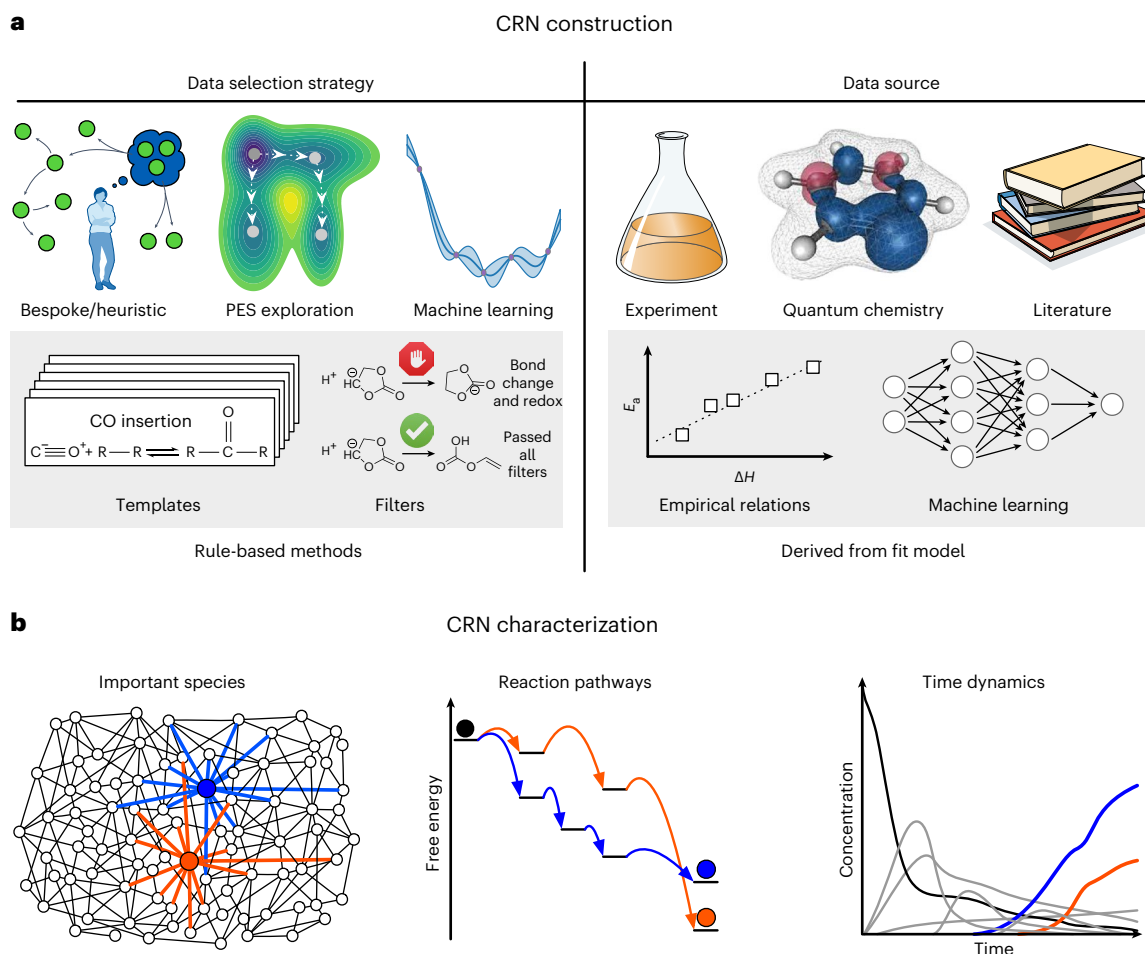 a
CRN construction
Data selection strategy
Data source
Bespoke/heuristic
PES exploration
Machine learning
Experiment
Quantum chemistry
Literature
CO insertion
C⁻≡O⁺ + R—R ⇌ R—C—R
O
Templates
H⁺
HC
⊖
O
O
O
O
O
⊖
O
Bond
change
and redox
H⁺
HC
⊖
O
O
O
OH
O
O
Passed
all
filters
Filters
Rule-based methods
Eₐ
ΔH
Empirical relations
Machine learning
Derived from fit model
b
CRN characterization
Important species
Reaction pathways
Free energy
Time dynamics
Concentration
Time